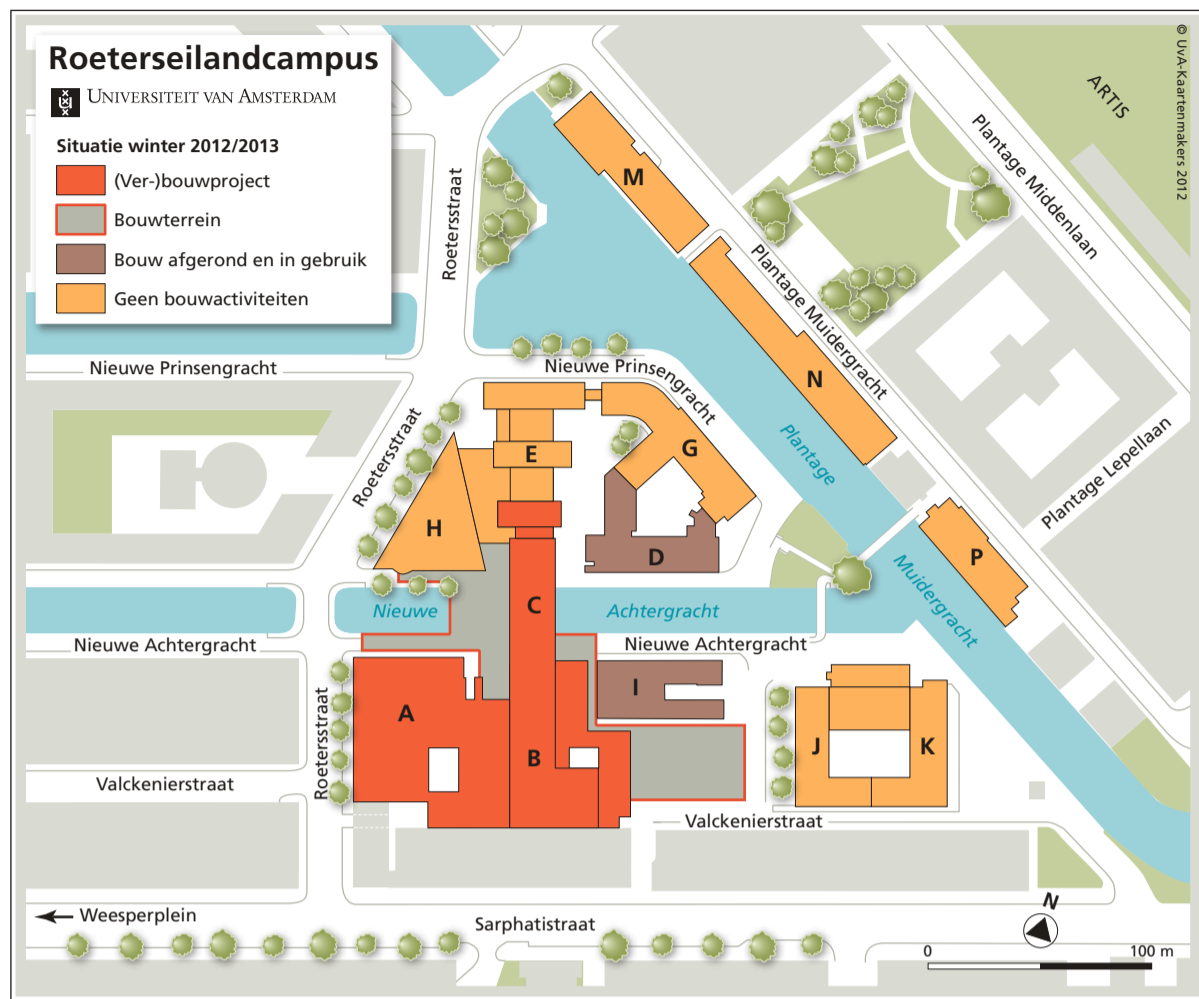 Roeterseilandcampus
UNIVERSITEIT VAN AMSTERDAM
Situatie winter 2012/2013
(Ver-)bouwproject
Bouwterrein
Bouw afgerond en in gebruik
Geen bouwactiviteiten
© UvA-Kaartenmakers 2012
ARTIS
Plantage Middenlaan
Roetersstraat
M
Plantage Muidergracht
N
Nieuwe Prinsengracht
Nieuwe Prinsengracht
Roetersstraat
E
G
Plantage
Plantage Lepellaan
H
D
P
Muidergracht
C
Nieuwe
Achtergracht
Nieuwe Achtergracht
Nieuwe Achtergracht
Roetersstraat
A
I
B
J
K
Valckenierstraat
Valckenierstraat
Weesperplein
Sarphatistraat
N
0
100 m